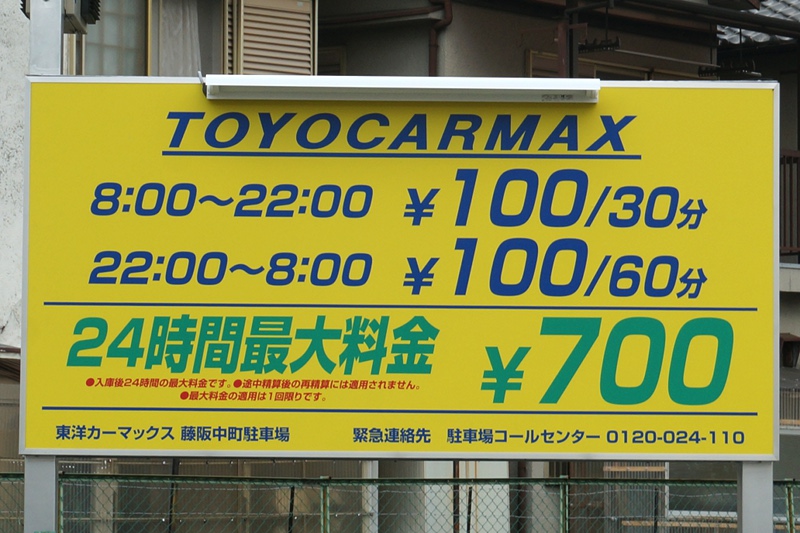 TOYOCARMAX
8:00～22:00 ¥100/30分
22:00～8:00 ¥100/60分
24時間最大料金 ¥700
●入庫後24時間の最大料金です。●途中精算後の再精算には適用されません。
●最大料金の適用は1回限りです。
東洋カーマックス 藤阪中町駐車場 緊急連絡先 駐車場コールセンター 0120-024-110